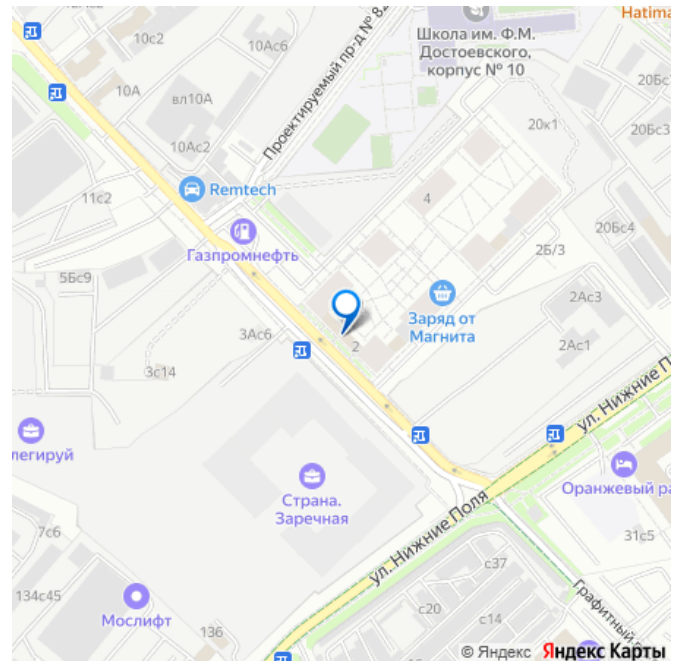 Hatima
10с2
10Ас6
Школа им. Ф.М.
Достоевского,
корпус № 10
10А
вл10А
Проектируемый пр-д № 82
20Бс2
20к1
20Бс3
10Ас2
11с2
Remtech
4
20Бс4
Газпромнефть
2Б/3
5Бс9
2Ас3
Заряд от
Магнита
3Ас6
2
2Ас1
3с14
ул. Нижние П
легируй
Оранжевый ра
Страна.
Заречная
ул. Нижние Поля
7с6
31с5
с37
134с45
Графитный
с20
с14
Мослифт
136
© Яндекс Яндекс Карты